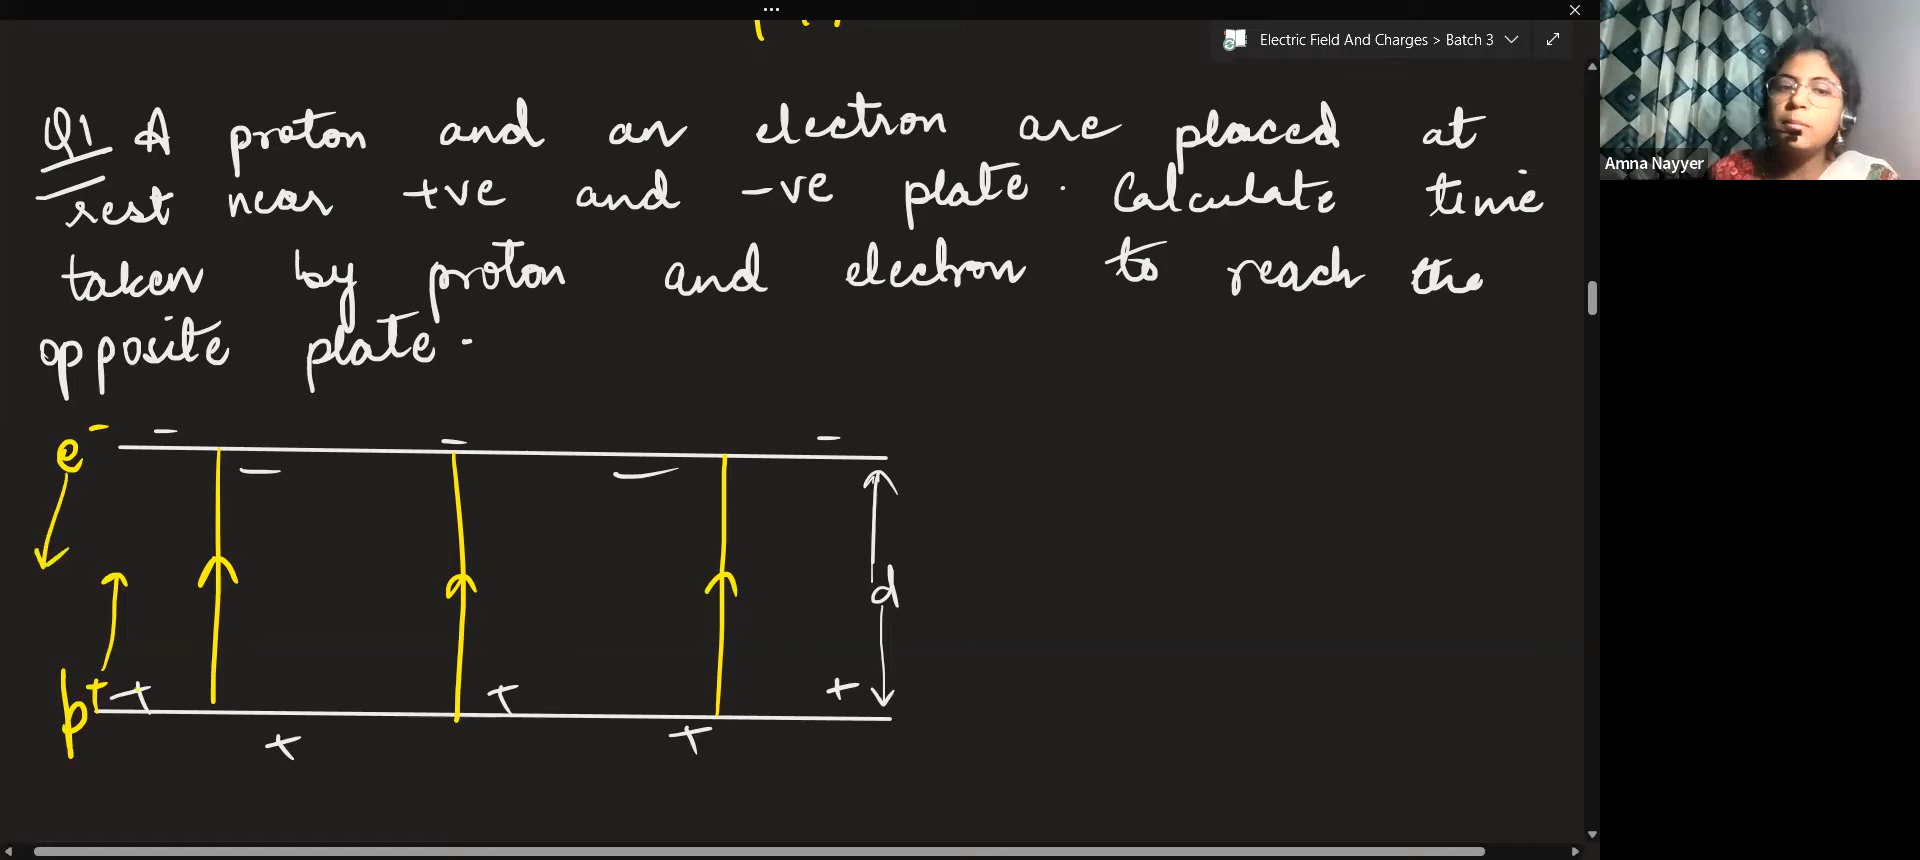 Electric Field And Charges > Batch 3
Amna Nayyer
Q1 A proton and an electron are placed at
rest near +ve and -ve plate. Calculate time
taken by proton and electron to reach the
opposite plate.
e⁻ - - -
- -
d
p⁺ + + +
+ +